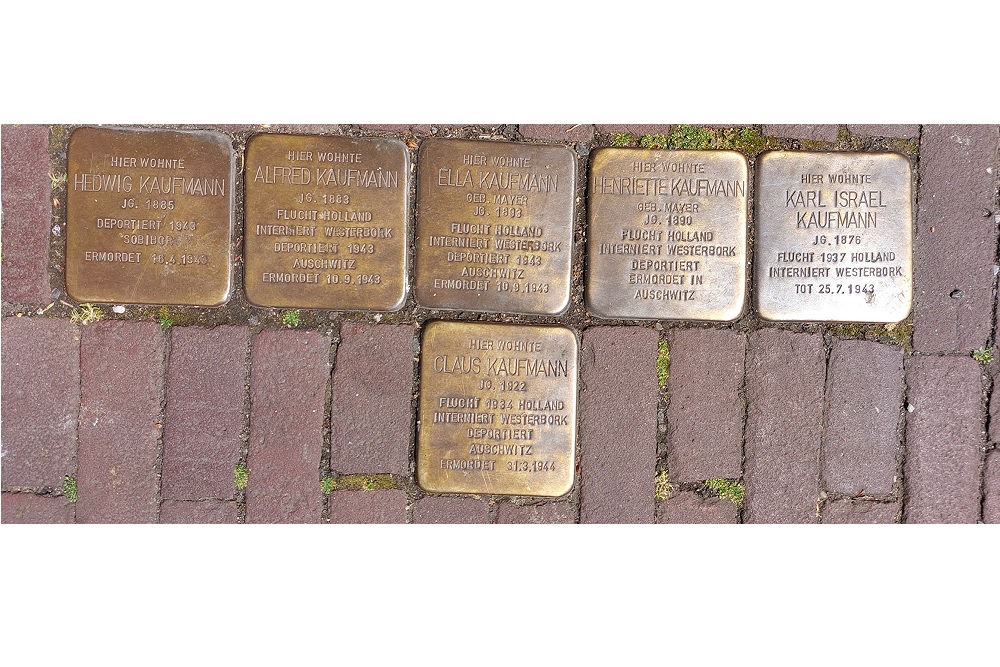 HIER WOHNTE
HEDWIG KAUFMANN
JG. 1885
DEPORTIERT 1943
"SOBIBOR"
ERMORDET 16.4.1943
HIER WOHNTE
ALFRED KAUFMANN
JG. 1883
FLUCHT HOLLAND
INTERNIERT WESTERBORK
DEPORTIERT 1943
AUSCHWITZ
ERMORDET 10.9.1943
HIER WOHNTE
ELLA KAUFMANN
GEB. MAYER
JG. 1893
FLUCHT HOLLAND
INTERNIERT WESTERBORK
DEPORTIERT 1943
AUSCHWITZ
ERMORDET 10.9.1943
HIER WOHNTE
HENRIETTE KAUFMANN
GEB. MAYER
JG. 1890
FLUCHT HOLLAND
INTERNIERT WESTERBORK
DEPORTIERT
ERMORDET IN
AUSCHWITZ
HIER WOHNTE
KARL ISRAEL
KAUFMANN
JG. 1876
FLUCHT 1937 HOLLAND
INTERNIERT WESTERBORK
TOT 25.7.1943
HIER WOHNTE
CLAUS KAUFMANN
JG. 1922
FLUCHT 1934 HOLLAND
INTERNIERT WESTERBORK
DEPORTIERT
AUSCHWITZ
ERMORDET 31.3.1944